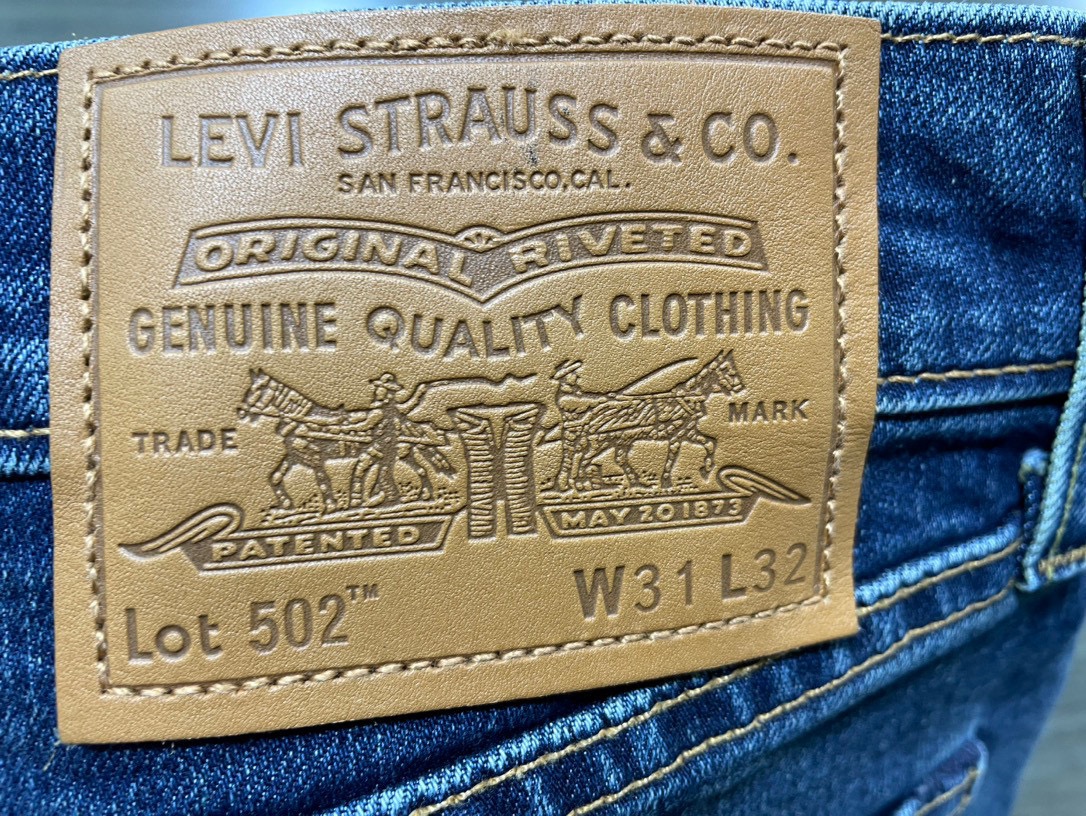 LEVI STRAUSS & CO.
SAN FRANCISCO, CAL.
ORIGINAL RIVETED
GENUINE QUALITY CLOTHING
TRADE MARK
PATENTED MAY 20 1873
Lot 502™ W31 L32